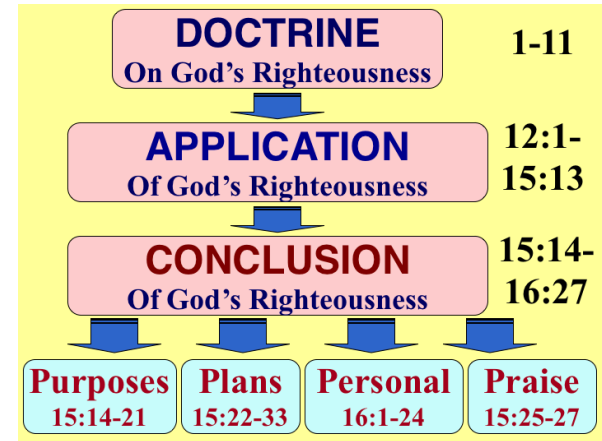 DOCTRINE
On God's Righteousness
1-11
APPLICATION
Of God's Righteousness
12:1-
15:13
CONCLUSION
Of God's Righteousness
15:14-
16:27
Purposes
15:14-21
Plans
15:22-33
Personal
16:1-24
Praise
15:25-27